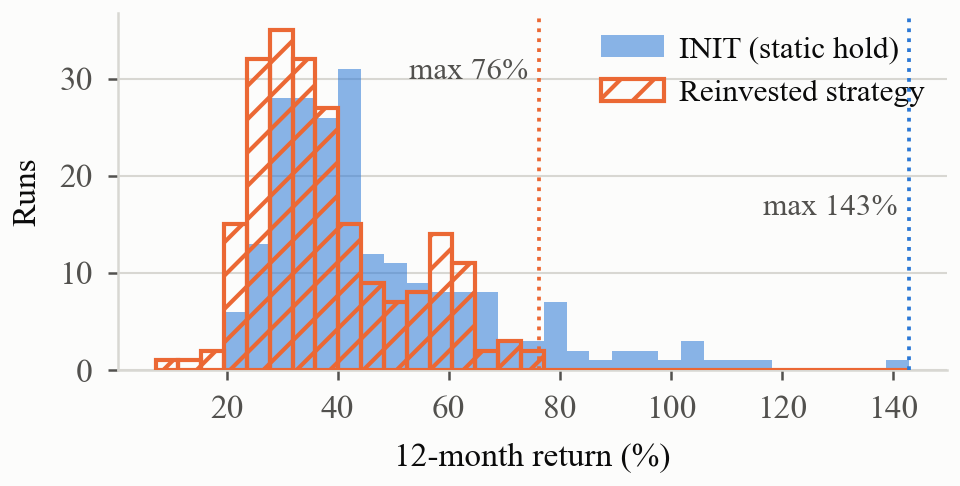 INIT (static hold)
max 76%
Reinvested strategy
max 143%
Runs
30
20
10
0
20
40
60
80
100
120
140
12-month return (%)